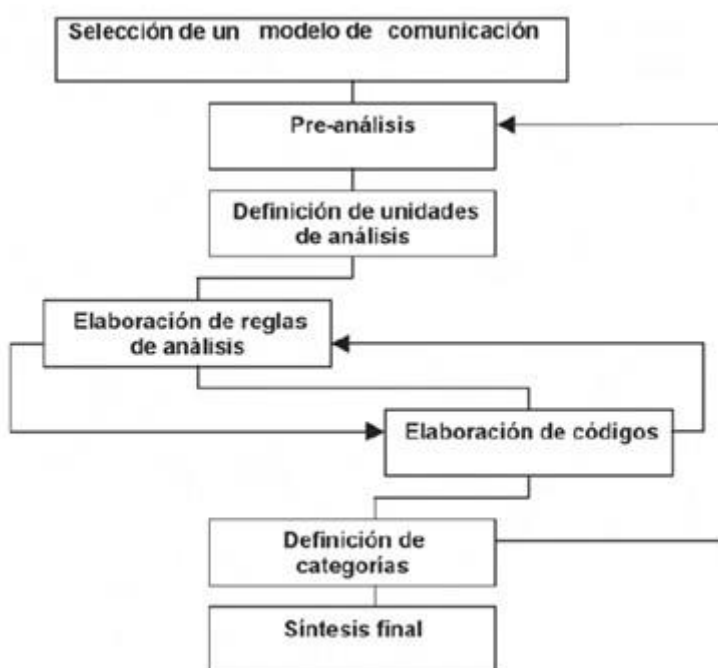 Selección de un modelo de comunicación
Pre-análisis
Definición de unidades
de análisis
Elaboración de reglas
de análisis
Elaboración de códigos
Definición de
categorías
Síntesis final